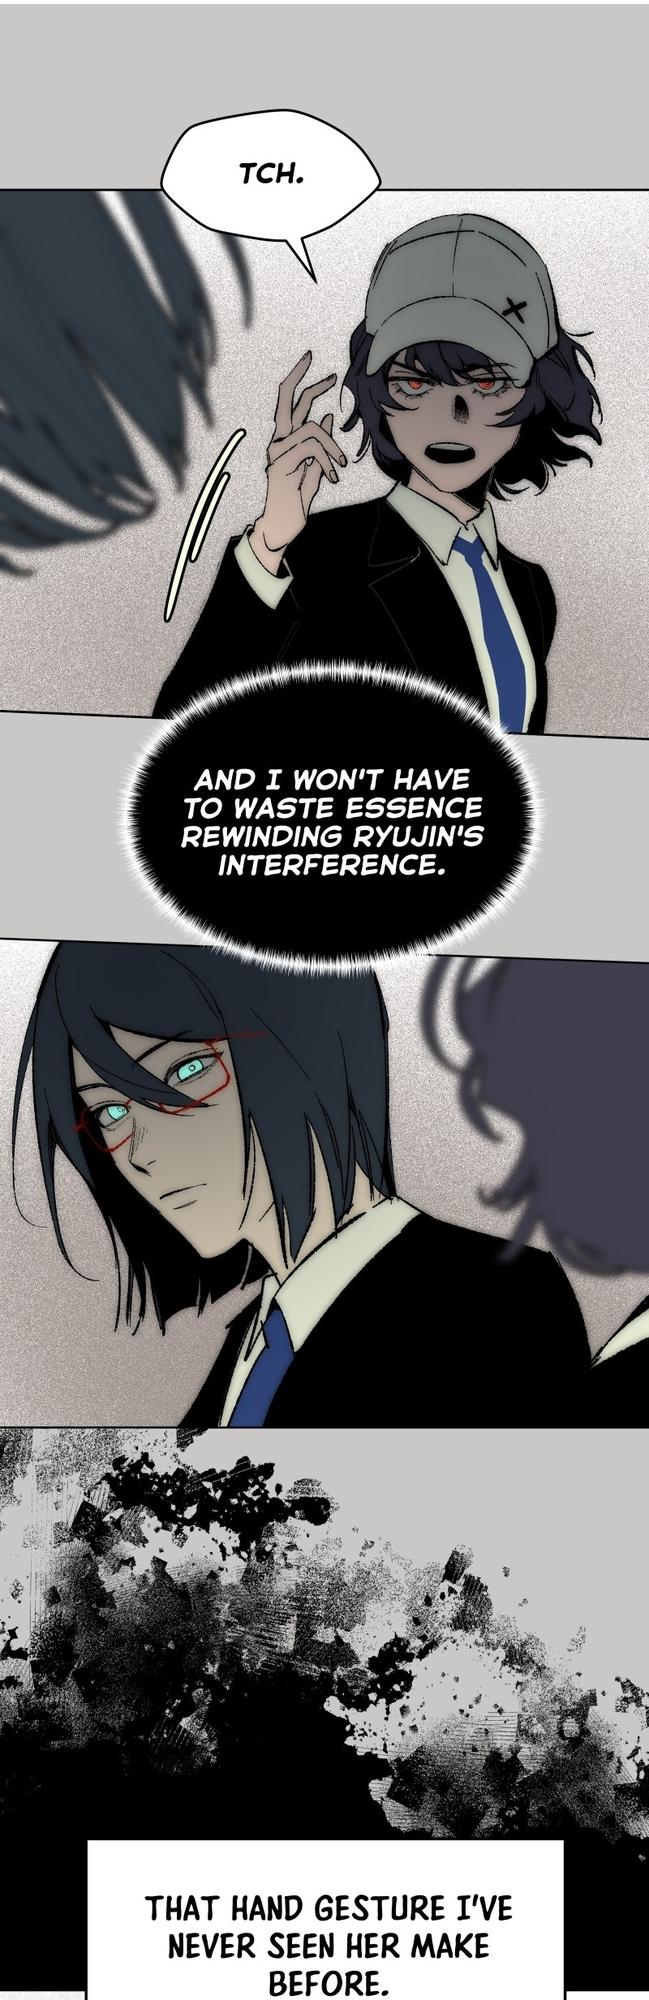 TCH.
AND I WON'T HAVE
TO WASTE ESSENCE
REWINDING RYUJIN'S
INTERFERENCE.
THAT HAND GESTURE I'VE
NEVER SEEN HER MAKE
BEFORE.